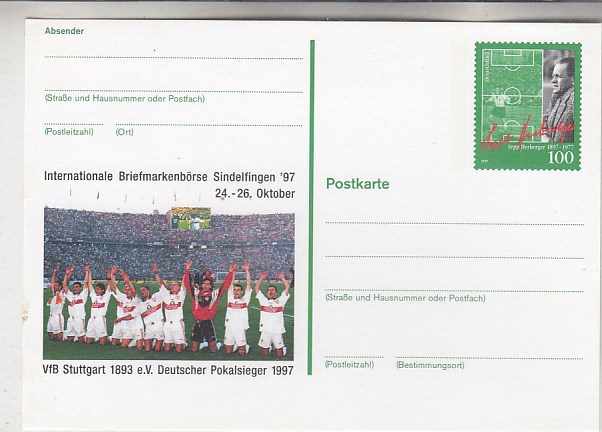 Absender
(Straße und Hausnummer oder Postfach)
(Postleitzahl) (Ort)
Internationale Briefmarkenbörse Sindelfingen '97
24.-26. Oktober
VfB Stuttgart 1893 e.V. Deutscher Pokalsieger 1997
Sepp Herberger 1897-1977
100
Postkarte
(Straße und Hausnummer oder Postfach)
(Postleitzahl) (Bestimmungsort)